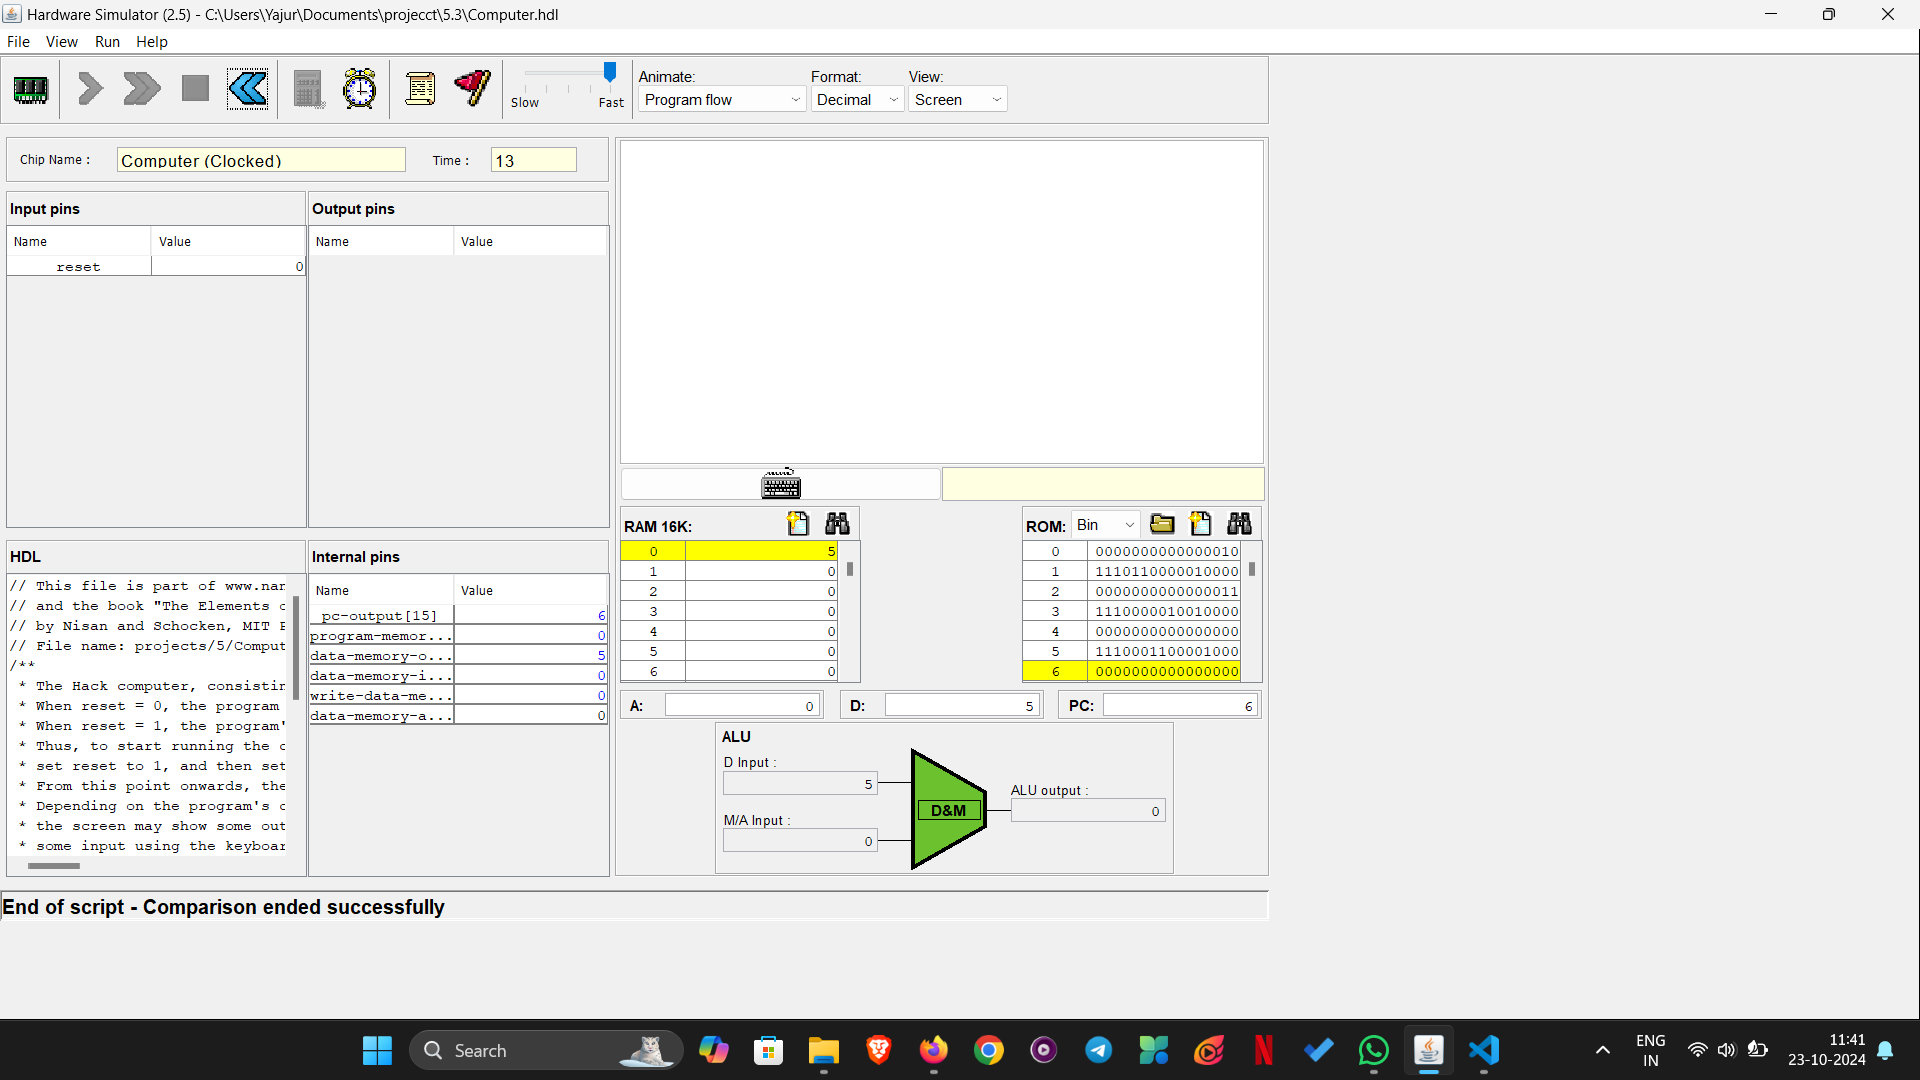 Hardware Simulator (2.5) - C:\Users\Yajur\Documents\projecct\5.3\Computer.hdl
File View Run Help
Slow Fast
Animate: Format: View:
Program flow Decimal Screen
Chip Name : Computer (Clocked) Time : 13
Input pins
Name Value
reset 0
Output pins
Name Value
HDL
// This file is part of www.nan
// and the book "The Elements o
// by Nisan and Schocken, MIT P
// File name: projects/5/Comput
/**
* The Hack computer, consistin
* When reset = 0, the program
* When reset = 1, the program'
* Thus, to start running the c
* set reset to 1, and then set
* From this point onwards, the
* Depending on the program's c
* the screen may show some out
* some input using the keyboar
Internal pins
Name Value
pc-output[15] 6
program-memor... 0
data-memory-o... 5
data-memory-i... 0
write-data-me... 0
data-memory-a... 0
RAM 16K:
0 5
1 0
2 0
3 0
4 0
5 0
6 0
ROM: Bin
0 0000000000000010
1 1110110000010000
2 0000000000000011
3 1110000010010000
4 0000000000000000
5 1110001100001000
6 0000000000000000
A: 0 D: 5 PC: 6
ALU
D Input :
5
M/A Input :
0
D&M
ALU output :
0
End of script - Comparison ended successfully
Search
ENG
IN
11:41
23-10-2024